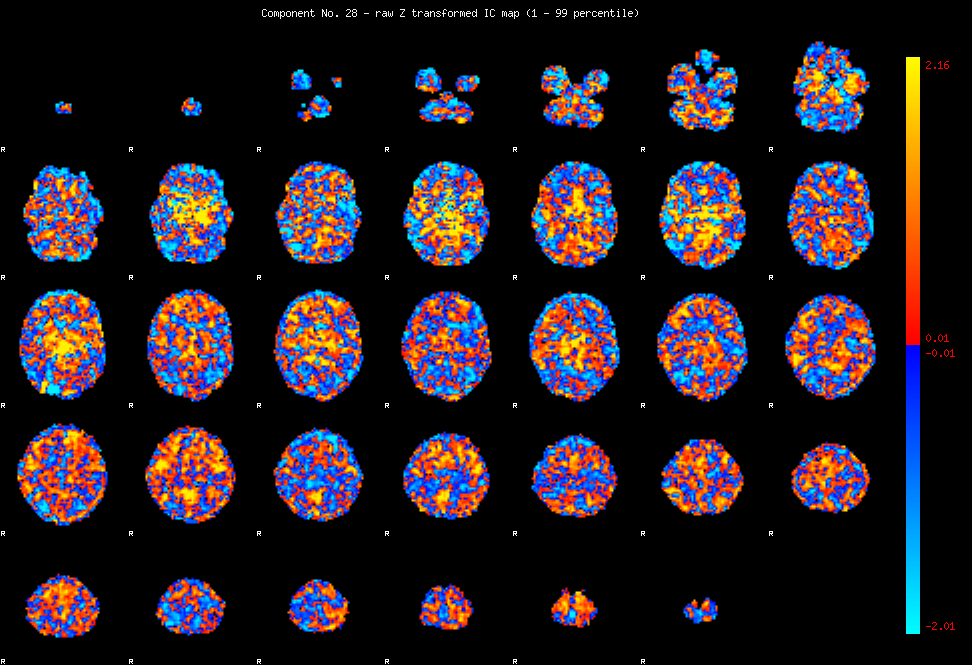 Component No. 28 - raw Z transformed IC map (1 - 99 percentile)
2.16
R R R R R R R
R R R R R R R
0.01
-0.01
R R R R R R R
R R R R R R R
-2.01
R R R R R R